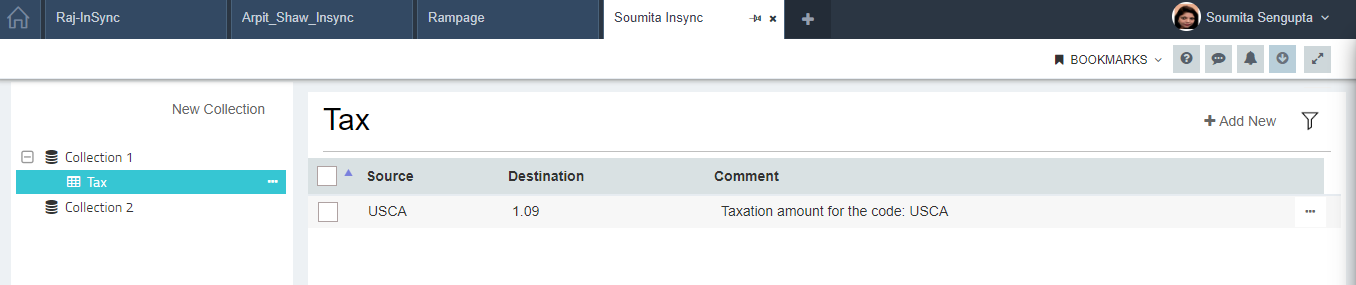 Raj-InSync Arpit_Shaw_Insync Rampage Soumita Insync Soumita Sengupta
BOOKMARKS
New Collection
Tax
+ Add New
Collection 1
Tax
Collection 2
Source Destination Comment
USCA 1.09 Taxation amount for the code: USCA